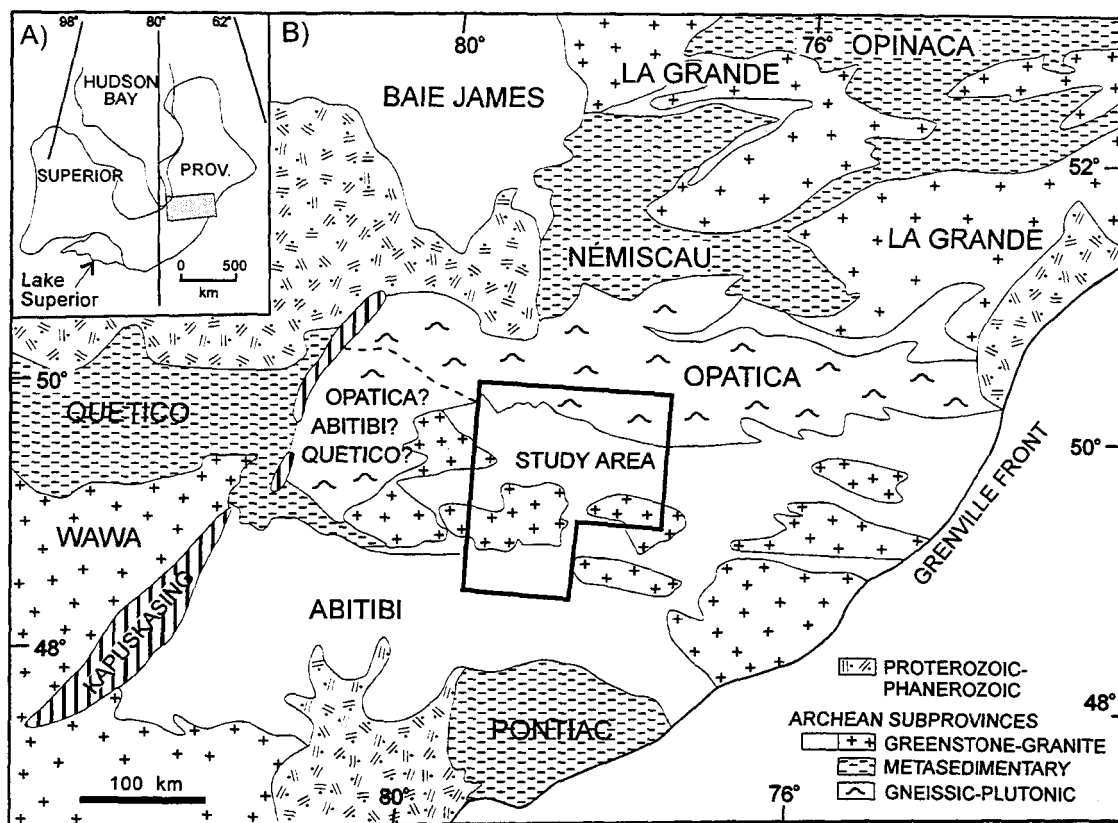 A)
98° 80° 62°
HUDSON
BAY
SUPERIOR
PROV.
Lake
Superior
0 500
km
B)
80° 76°
OPINACA
LA GRANDE
BAIE JAMES
52°
LA GRANDE
NEMISCAU
50°
OPATICA
QUETICO
OPATICA?
ABITIBI?
QUETICO?
50°
STUDY AREA
WAWA
GRENVILLE FRONT
KAPUSKASING
ABITIBI
48°
PONTIAC
48°
100 km
80° 76°
PROTEROZOIC-
PHANEROZOIC
ARCHEAN SUBPROVINCES
GREENSTONE-GRANITE
METASEDIMENTARY
GNEISSIC-PLUTONIC